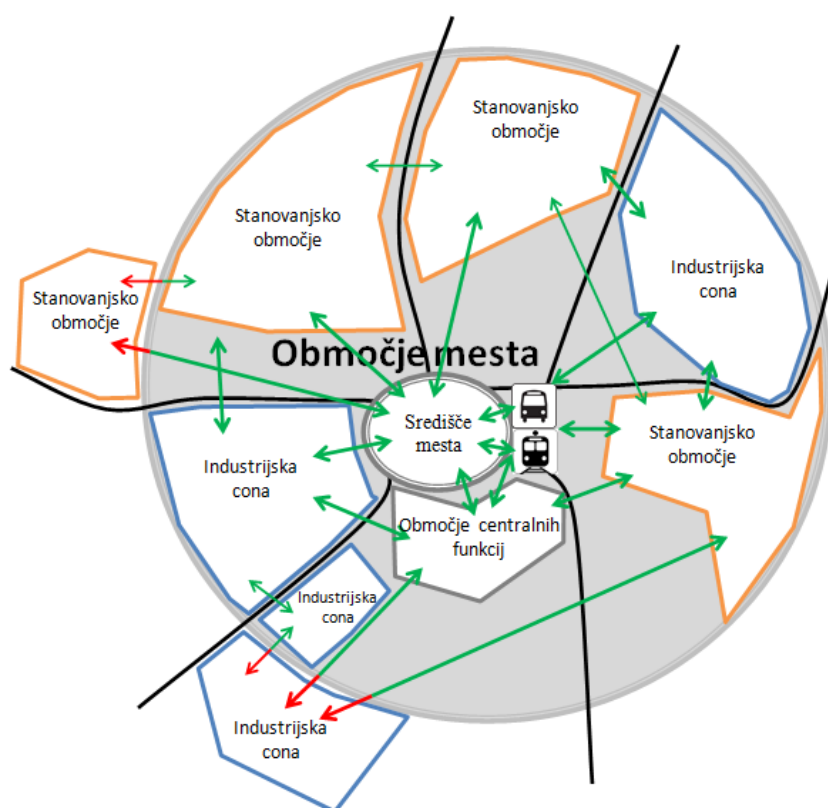 Stanovanjsko
območje
Stanovanjsko
območje
Industrijska
cona
Stanovanjsko
območje
Območje mesta
Središče
mesta
Stanovanjsko
območje
Industrijska
cona
Območje centralnih
funkcij
Industrijska
cona
Industrijska
cona